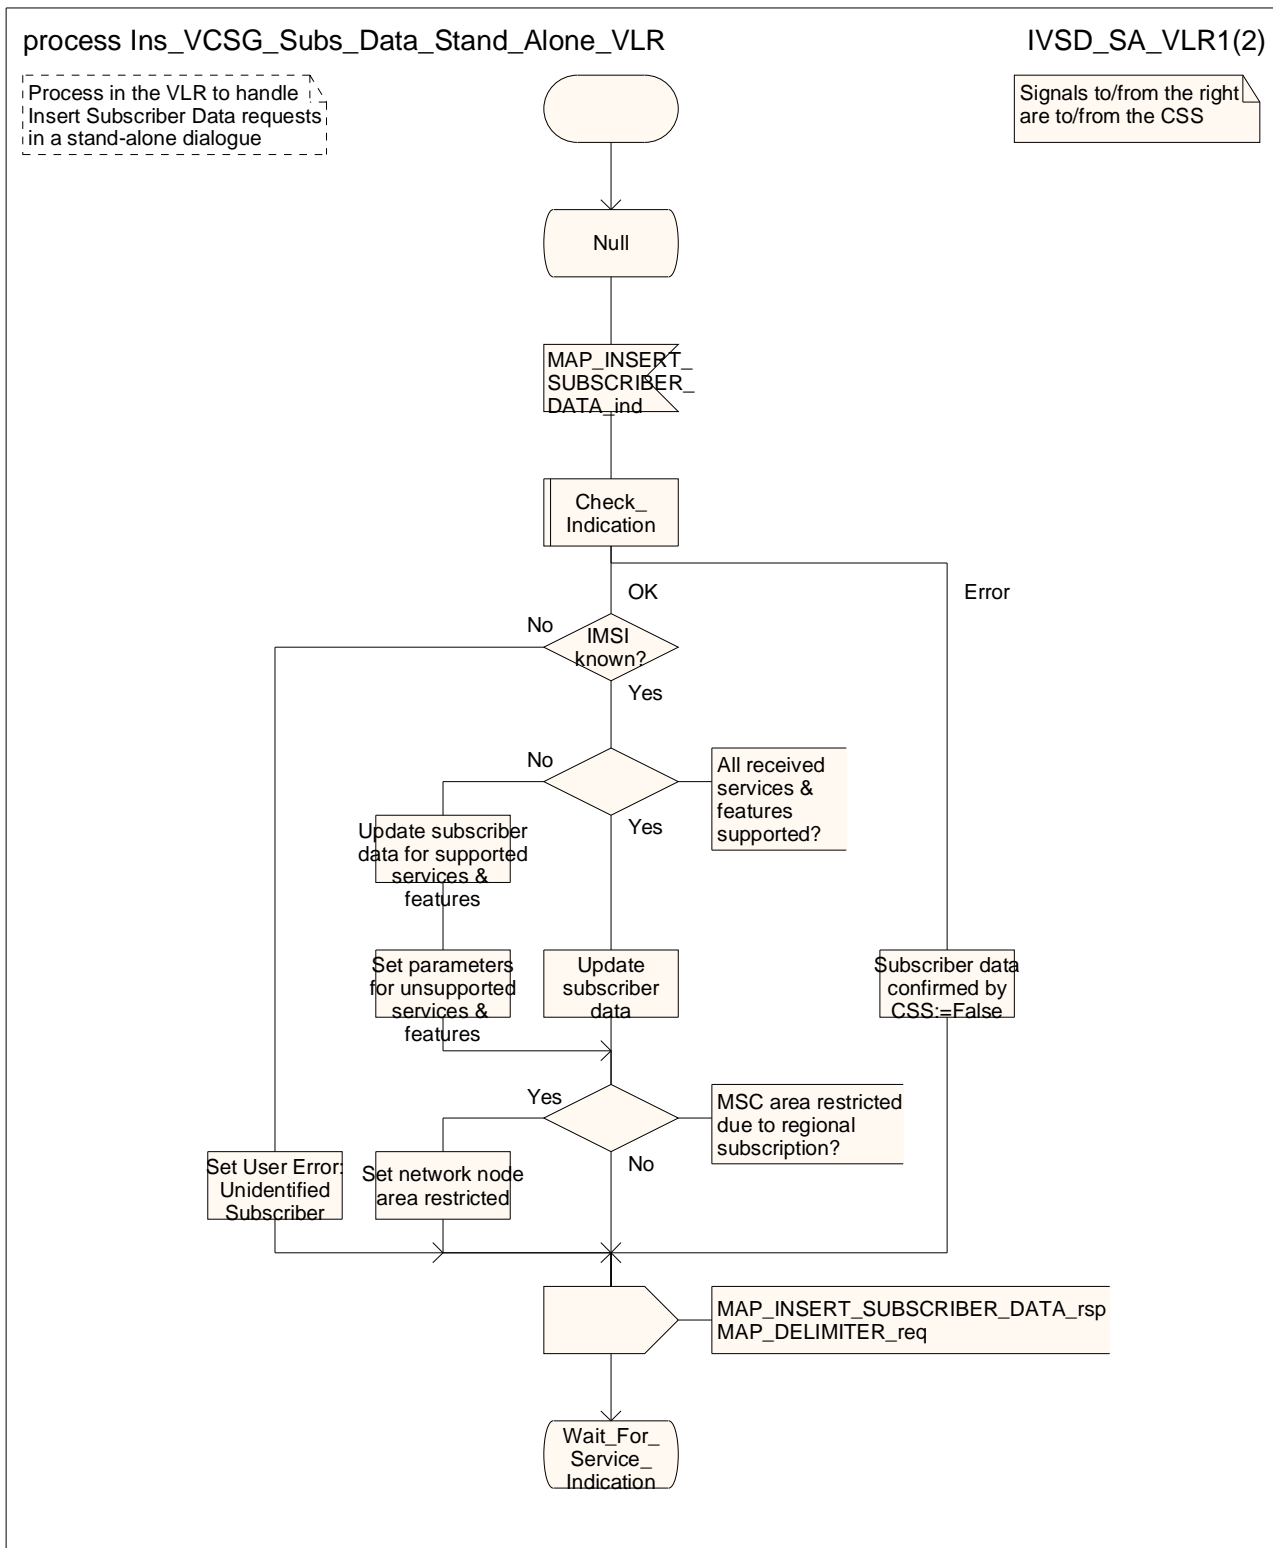 process Ins_VCSG_Subs_Data_Stand_Alone_VLR
IVSD_SA_VLR1(2)
Process in the VLR to handle
Insert Subscriber Data requests
in a stand-alone dialogue
Signals to/from the right
are to/from the CSS
Null
MAP_INSERT_
SUBSCRIBER_
DATA_ind
Check_
Indication
OK
Error
No
IMSI
known?
Yes
No
All received
services &
features
supported?
Yes
Update subscriber
data for supported
services &
features
Set parameters
for unsupported
services &
features
Update
subscriber
data
Subscriber data
confirmed by
CSS:=False
Yes
MSC area restricted
due to regional
subscription?
No
Set User Error:
Unidentified
Subscriber
Set network node
area restricted
MAP_INSERT_SUBSCRIBER_DATA_rsp
MAP_DELIMITER_req
Wait_For_
Service_
Indication